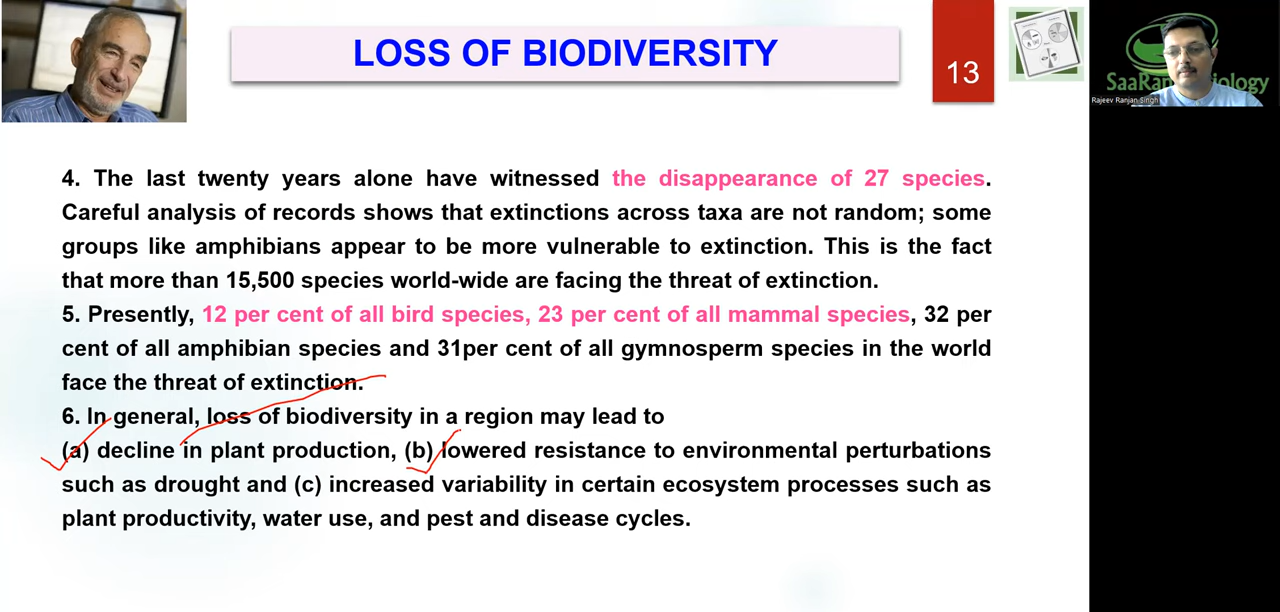 LOSS OF BIODIVERSITY
13
Rajeev Ranjan Singh
4. The last twenty years alone have witnessed the disappearance of 27 species.
Careful analysis of records shows that extinctions across taxa are not random; some
groups like amphibians appear to be more vulnerable to extinction. This is the fact
that more than 15,500 species world-wide are facing the threat of extinction.
5. Presently, 12 per cent of all bird species, 23 per cent of all mammal species, 32 per
cent of all amphibian species and 31per cent of all gymnosperm species in the world
face the threat of extinction.
6. In general, loss of biodiversity in a region may lead to
(a) decline in plant production, (b) lowered resistance to environmental perturbations
such as drought and (c) increased variability in certain ecosystem processes such as
plant productivity, water use, and pest and disease cycles.